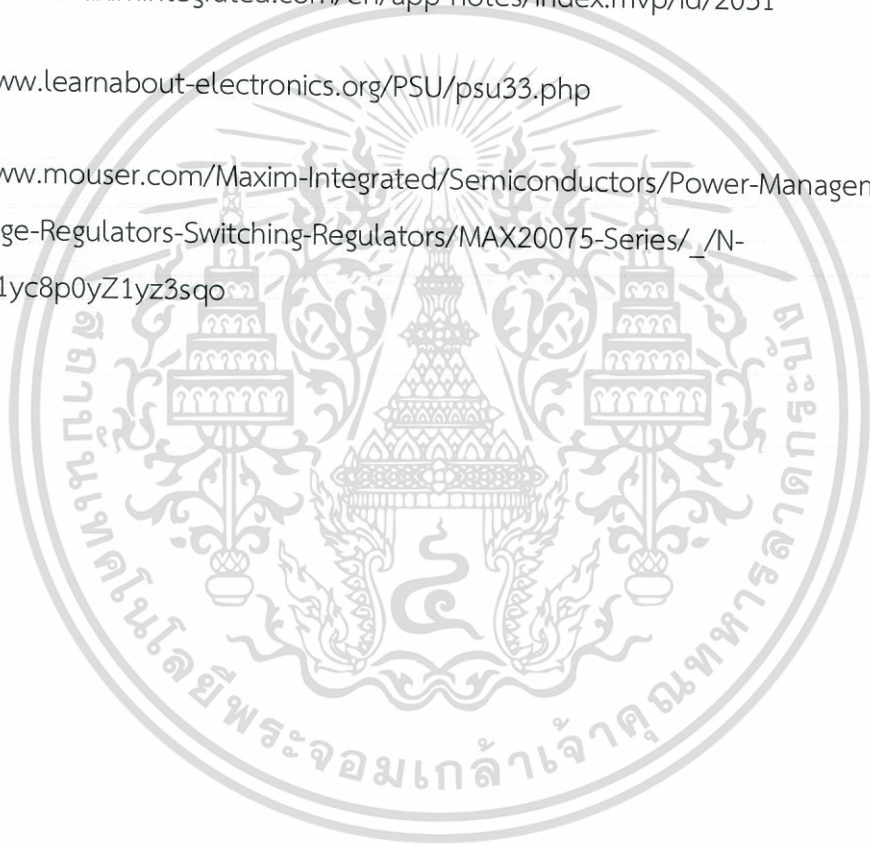 ww.learnabout-electronics.org/PSU/psu33.php
ww.mouser.com/Maxim-Integrated/Semiconductors/Power-Managen
ge-Regulators-Switching-Regulators/MAX20075-Series/_/N-
1yc8p0yZ1yz3sqo
สถาบันเทคโนโลยีพระจอมเกล้าเจ้าคุณทหารลาดกระบัง